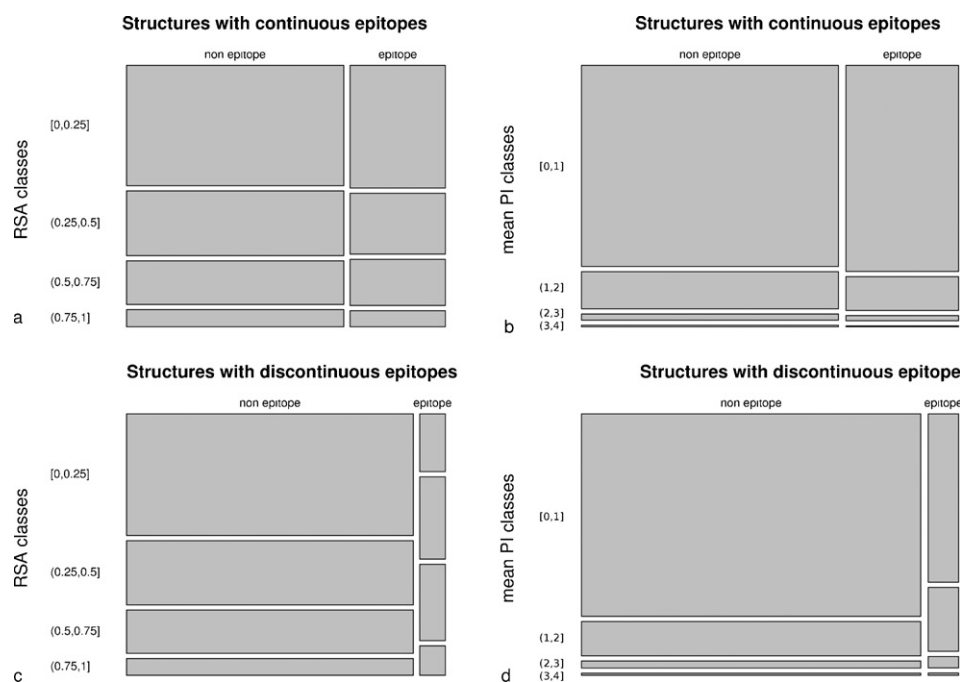 Structures with continuous epitopes
non epitope epitope
RSA classes
[0,0.25]
(0.25,0.5]
(0.5,0.75]
(0.75,1]
a
Structures with continuous epitopes
non epitope epitope
mean PI classes
[0,1]
(1,2]
(2,3]
(3,4]
b
Structures with discontinuous epitopes
non epitope epitope
RSA classes
[0,0.25]
(0.25,0.5]
(0.5,0.75]
(0.75,1]
c
Structures with discontinuous epitope
non epitope epitope
mean PI classes
[0,1]
(1,2]
(2,3]
(3,4]
d